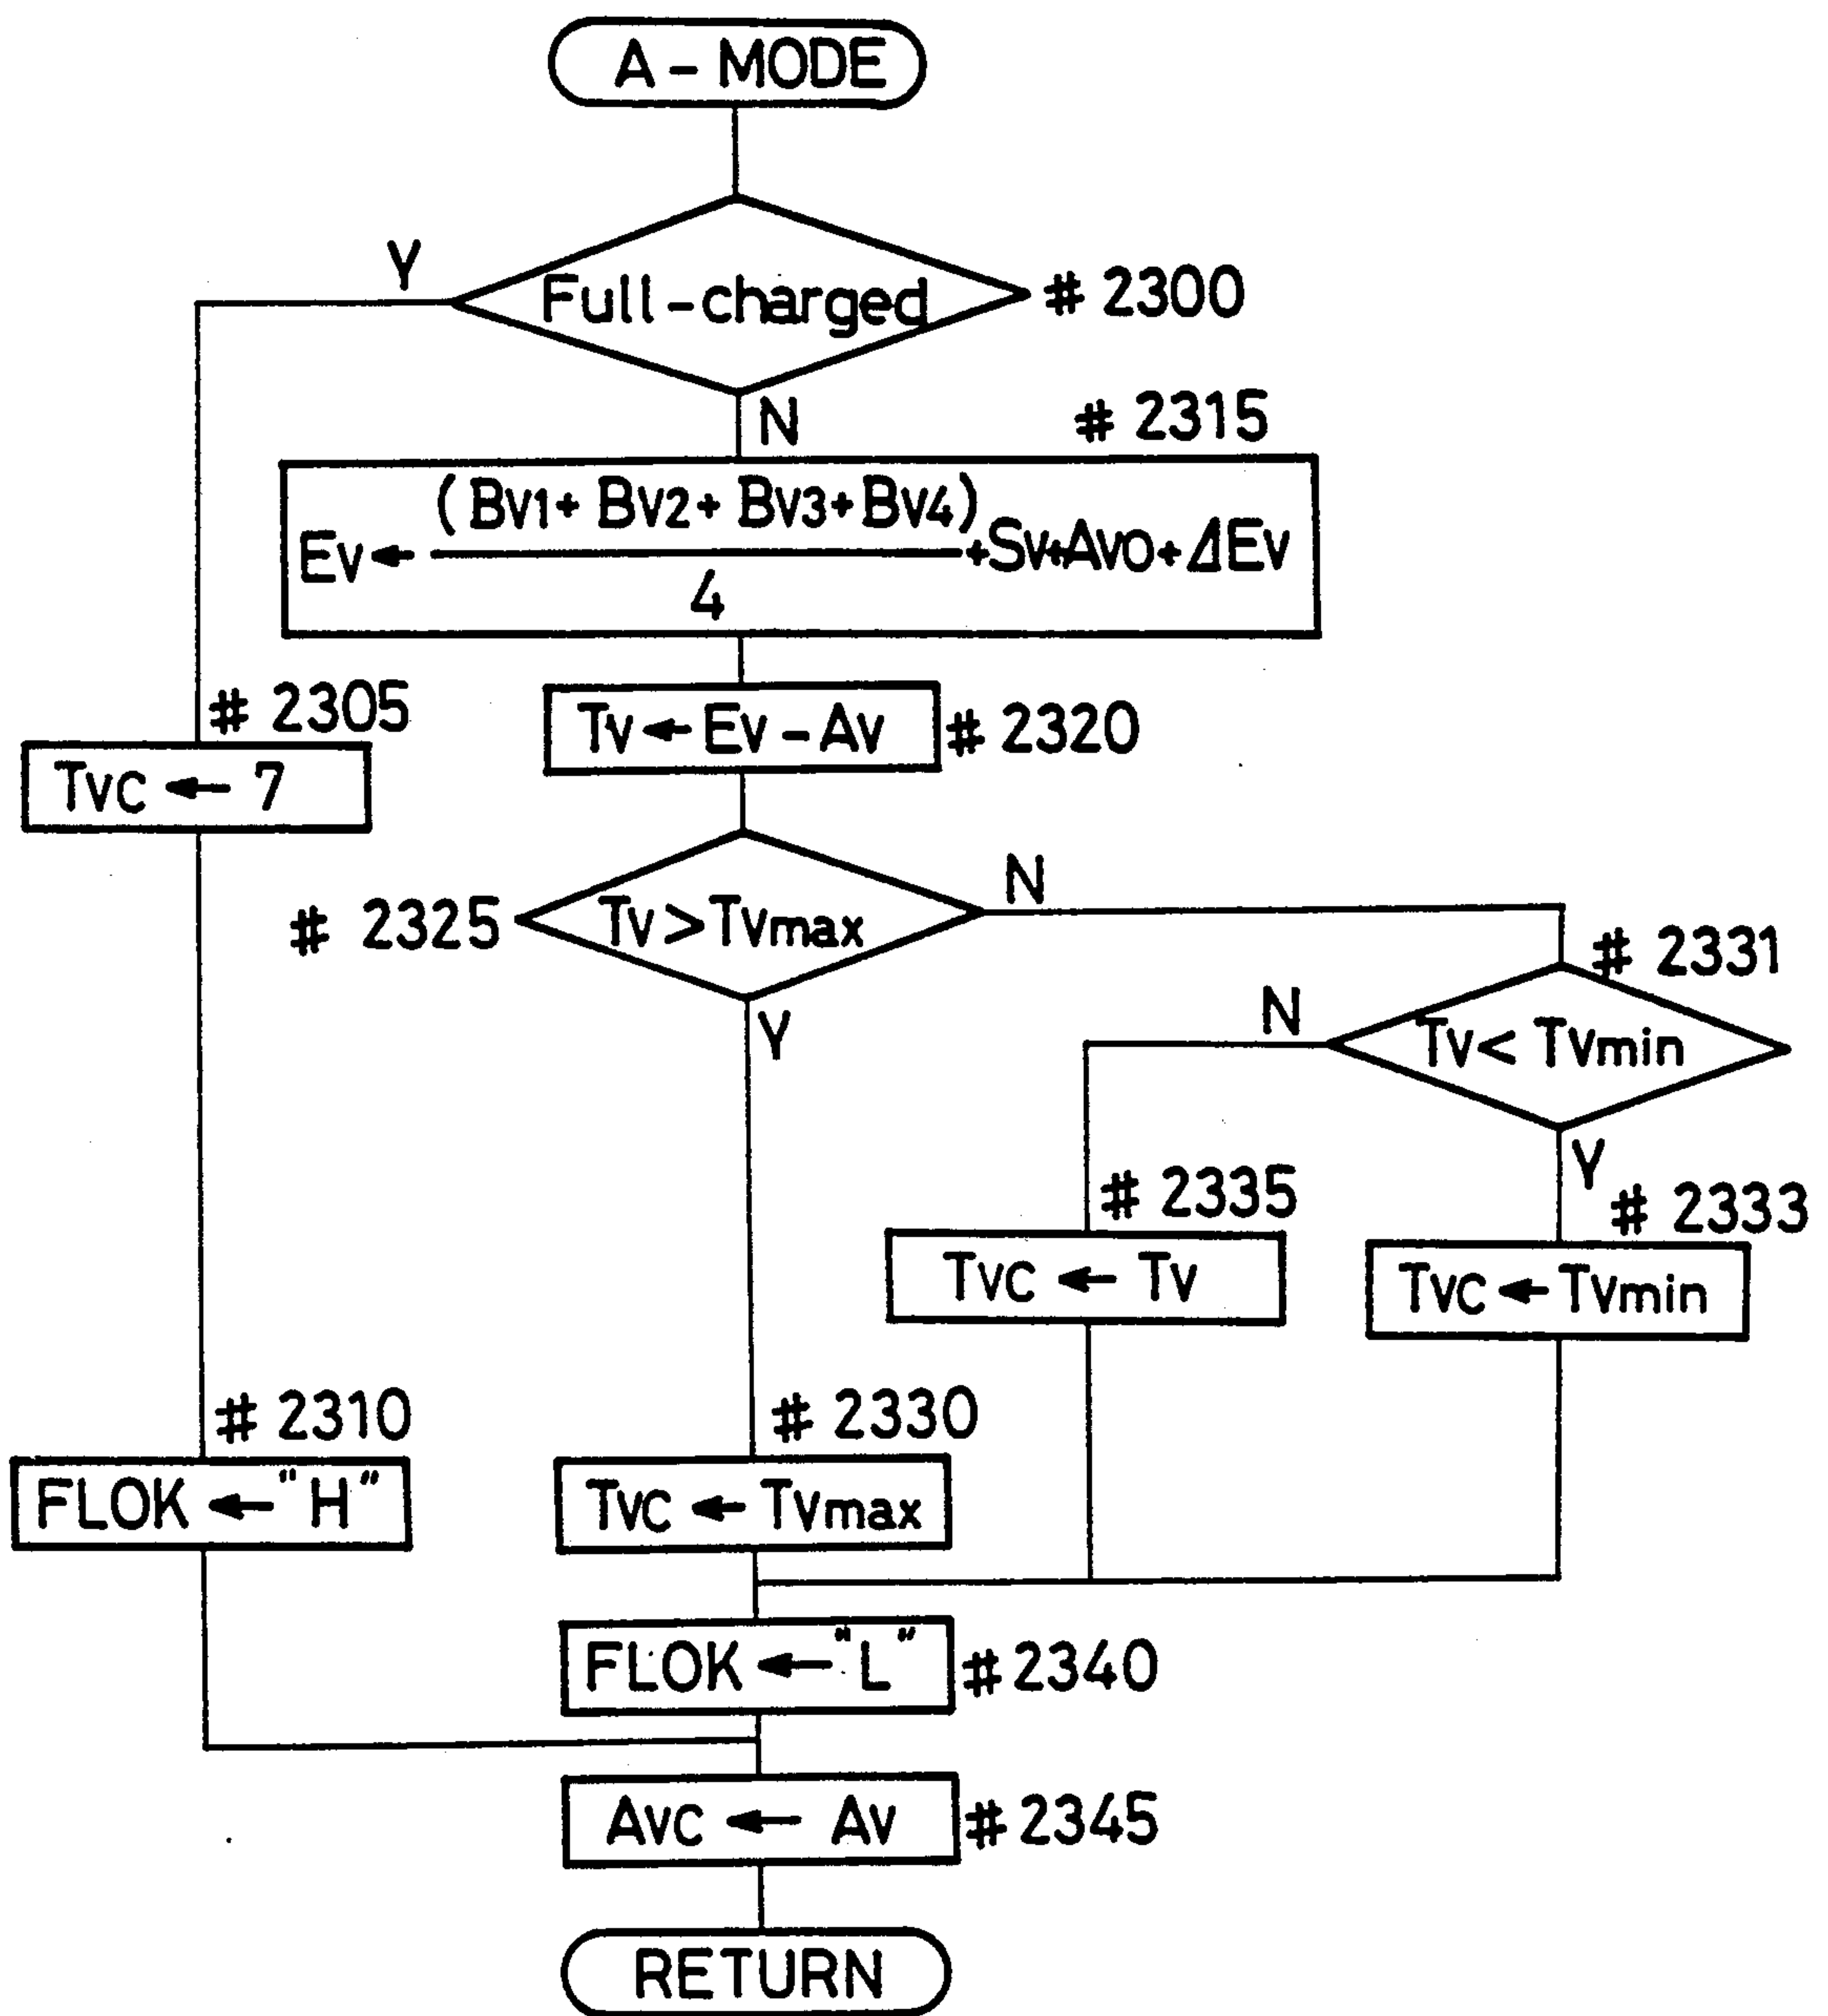 A - MODE
Y
Full-charged
# 2300
N
# 2315
(Bv1+ Bv2+ Bv3+Bv4)
Ev← +Sv+Avo+ΔEv
4
# 2305
Tvc ← 7
Tv ← Ev - Av
# 2320
# 2325
Tv > Tvmax
N
Y
# 2331
N
Tv < Tvmin
Y
# 2335
# 2333
Tvc ← Tv
Tvc ← Tvmin
# 2310
# 2330
FLOK ← "H"
Tvc ← Tvmax
FLOK ← "L"
#2340
Avc ← Av
#2345
RETURN